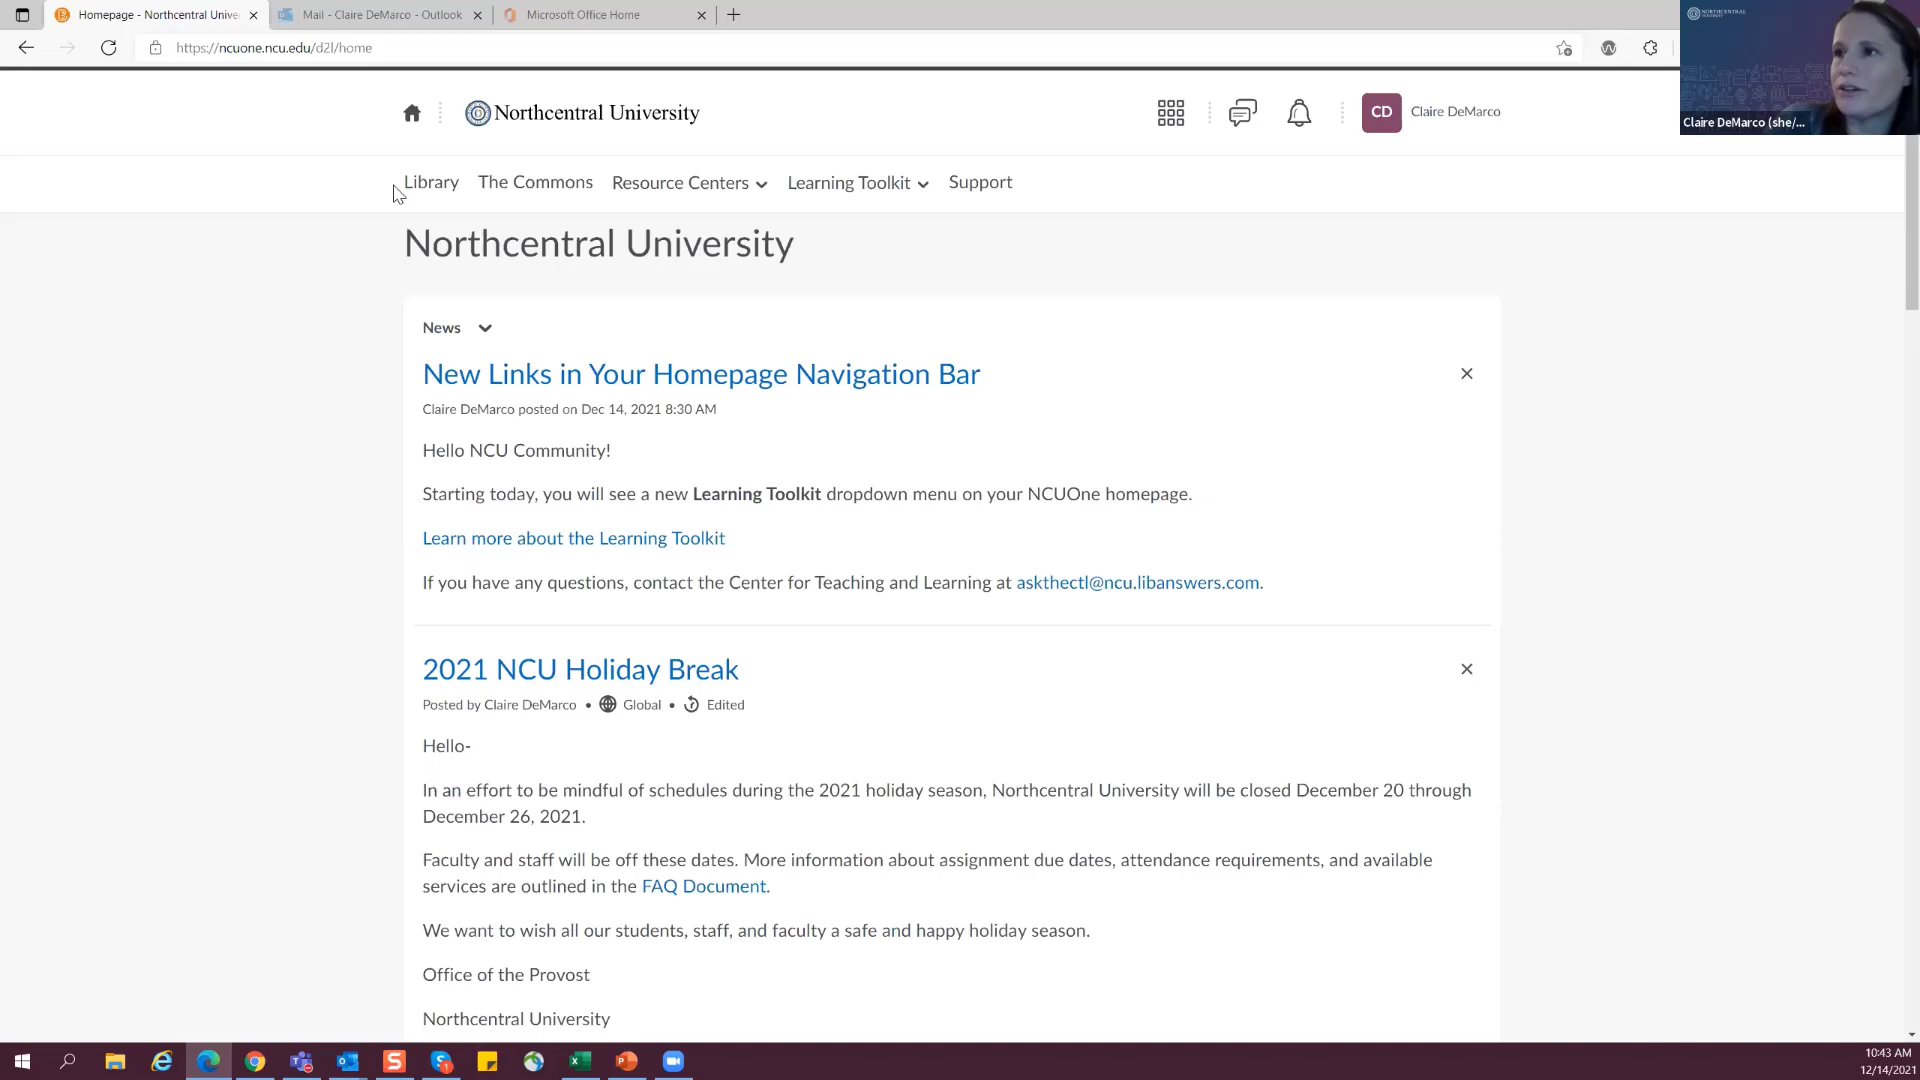 Homepage - Northcentral Unive
Mail - Claire DeMarco - Outlook
Microsoft Office Home
https://ncuone.ncu.edu/d2l/home
NORTHCENTRAL
UNIVERSITY
Claire DeMarco (she/...
Northcentral University
CD
Claire DeMarco
Library
The Commons
Resource Centers
Learning Toolkit
Support
Northcentral University
News
New Links in Your Homepage Navigation Bar
Claire DeMarco posted on Dec 14, 2021 8:30 AM
Hello NCU Community!
Starting today, you will see a new Learning Toolkit dropdown menu on your NCUOne homepage.
Learn more about the Learning Toolkit
If you have any questions, contact the Center for Teaching and Learning at askthectl@ncu.libanswers.com.
2021 NCU Holiday Break
Posted by Claire DeMarco • Global • Edited
Hello-
In an effort to be mindful of schedules during the 2021 holiday season, Northcentral University will be closed December 20 through
December 26, 2021.
Faculty and staff will be off these dates. More information about assignment due dates, attendance requirements, and available
services are outlined in the FAQ Document.
We want to wish all our students, staff, and faculty a safe and happy holiday season.
Office of the Provost
Northcentral University
10:43 AM
12/14/2021